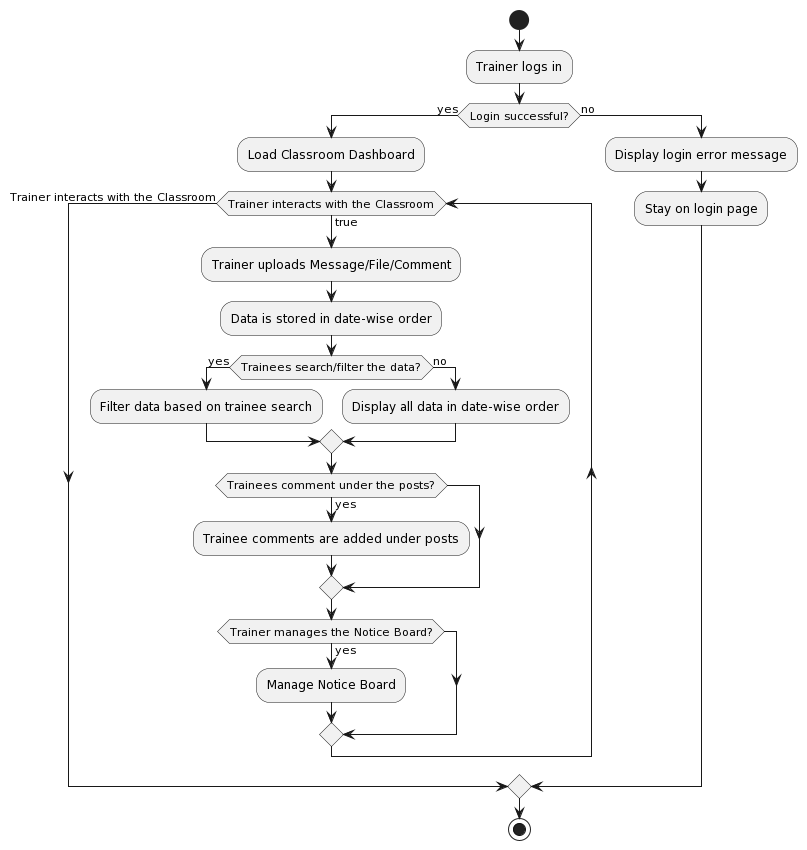 Trainer logs in
yes
Login successful?
no
Load Classroom Dashboard
Display login error message
Trainer interacts with the Classroom
Trainer interacts with the Classroom
Stay on login page
true
Trainer uploads Message/File/Comment
Data is stored in date-wise order
yes
Trainees search/filter the data?
no
Filter data based on trainee search
Display all data in date-wise order
Trainees comment under the posts?
yes
Trainee comments are added under posts
Trainer manages the Notice Board?
yes
Manage Notice Board